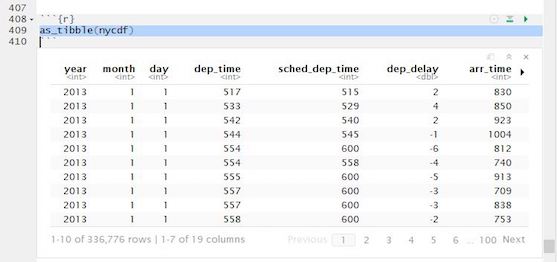 407
408 ```{r}
409 as_tibble(nycdf)
410 ```
year month day dep_time sched_dep_time dep_delay arr_time
<int> <int> <int> <int> <int> <dbl> <int>
2013 1 1 517 515 2 830
2013 1 1 533 529 4 850
2013 1 1 542 540 2 923
2013 1 1 544 545 -1 1004
2013 1 1 554 600 -6 812
2013 1 1 554 558 -4 740
2013 1 1 555 600 -5 913
2013 1 1 557 600 -3 709
2013 1 1 557 600 -3 838
2013 1 1 558 600 -2 753
1-10 of 336,776 rows | 1-7 of 19 columns Previous 1 2 3 4 5 6 ... 100 Next